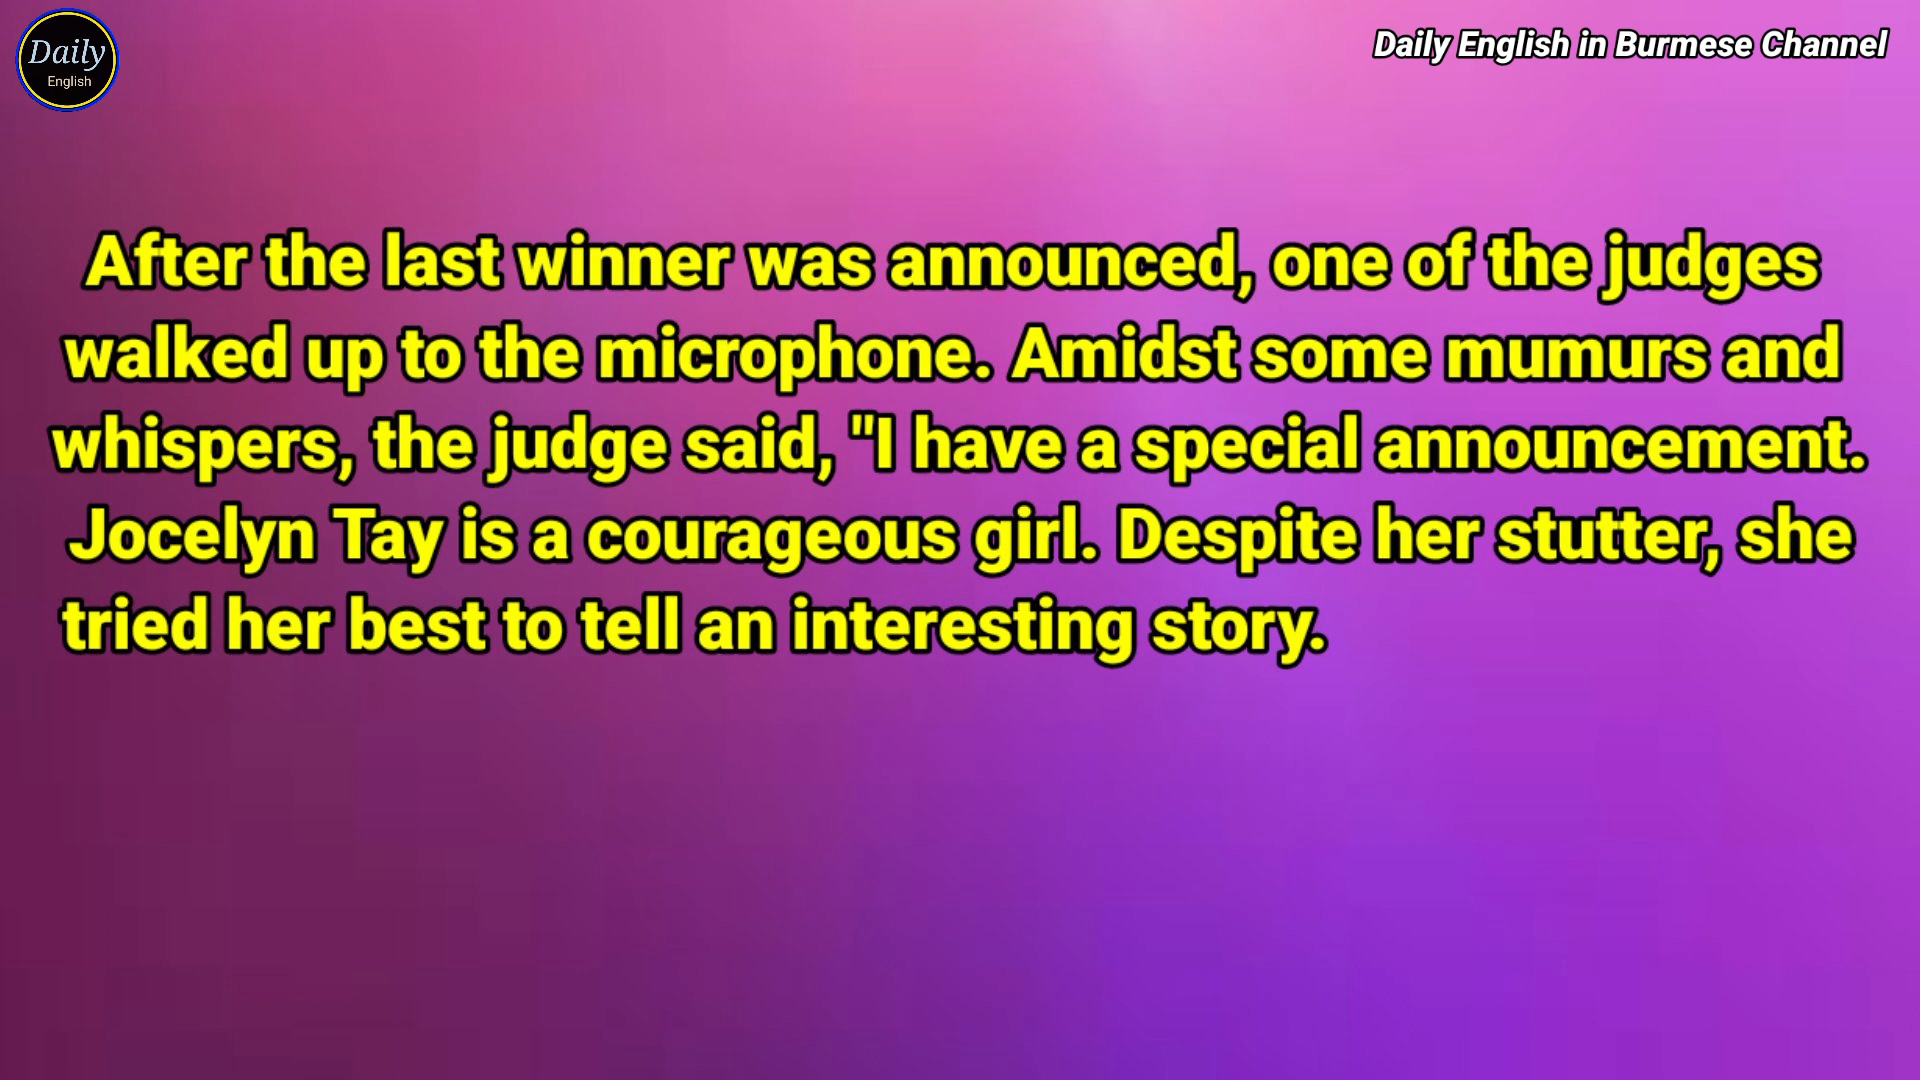 Daily
English
Daily English in Burmese Channel
After the last winner was announced, one of the judges
walked up to the microphone. Amidst some mumurs and
whispers, the judge said, "I have a special announcement.
Jocelyn Tay is a courageous girl. Despite her stutter, she
tried her best to tell an interesting story.